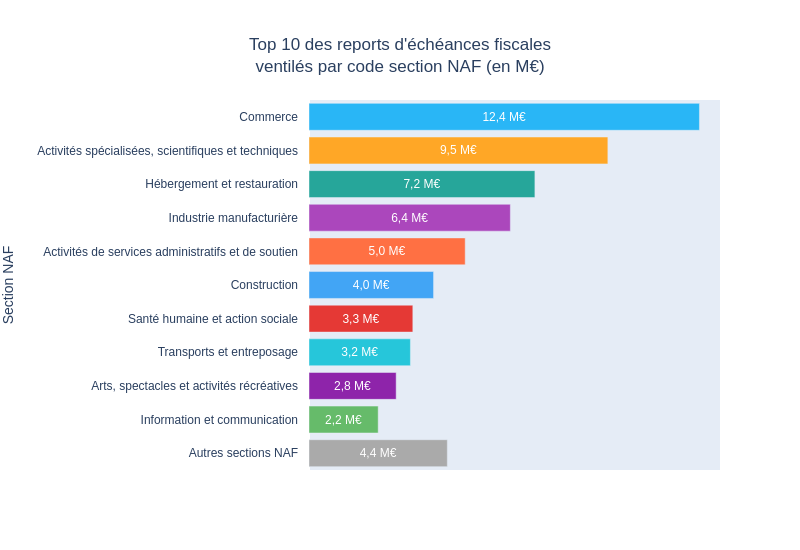 Top 10 des reports d'échéances fiscales
ventilés par code section NAF (en M€)
Section NAF
Commerce 12,4 M€
Activités spécialisées, scientifiques et techniques 9,5 M€
Hébergement et restauration 7,2 M€
Industrie manufacturière 6,4 M€
Activités de services administratifs et de soutien 5,0 M€
Construction 4,0 M€
Santé humaine et action sociale 3,3 M€
Transports et entreposage 3,2 M€
Arts, spectacles et activités récréatives 2,8 M€
Information et communication 2,2 M€
Autres sections NAF 4,4 M€